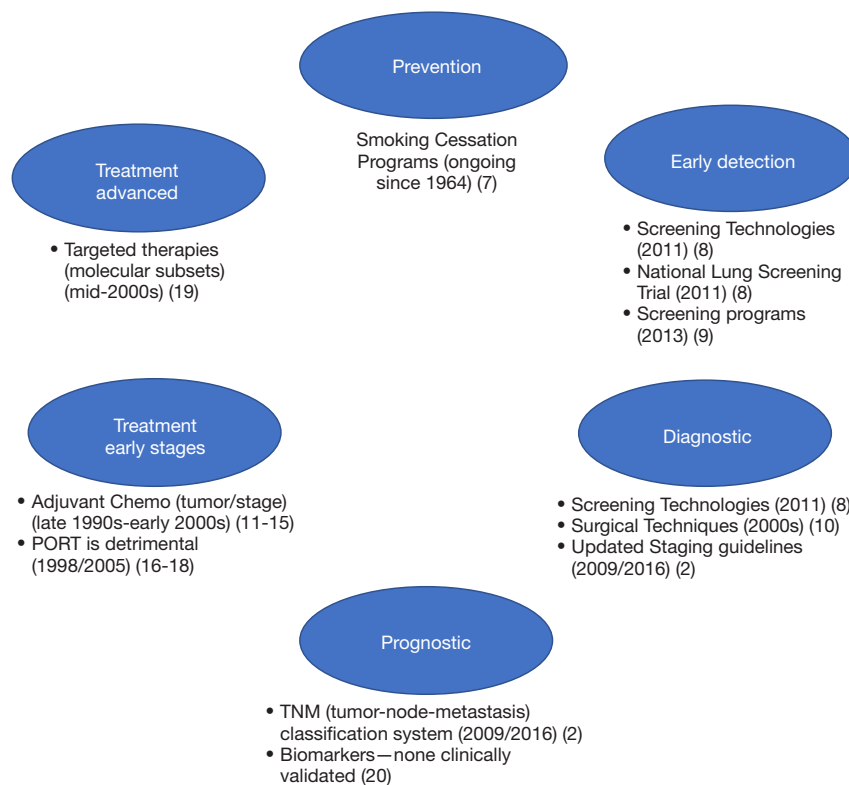 Prevention
Smoking Cessation
Programs (ongoing
since 1964) (7)
Early detection
• Screening Technologies
(2011) (8)
• National Lung Screening
Trial (2011) (8)
• Screening programs
(2013) (9)
Diagnostic
• Screening Technologies (2011) (8)
• Surgical Techniques (2000s) (10)
• Updated Staging guidelines
(2009/2016) (2)
Prognostic
• TNM (tumor-node-metastasis)
classification system (2009/2016) (2)
• Biomarkers—none clinically
validated (20)
Treatment
early stages
• Adjuvant Chemo (tumor/stage)
(late 1990s-early 2000s) (11-15)
• PORT is detrimental
(1998/2005) (16-18)
Treatment
advanced
• Targeted therapies
(molecular subsets)
(mid-2000s) (19)